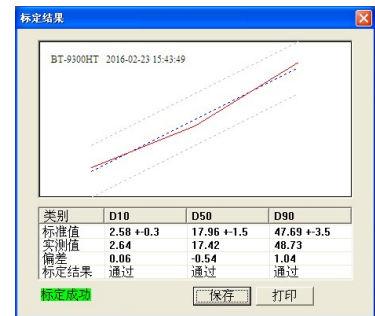 标定结果
BT-9300HT 2016-02-23 15:43:49
类别 D10 D50 D90
标准值 2.58 +-0.3 17.96 +-1.5 47.69 +-3.5
实测值 2.64 17.42 48.73
偏差 0.06 -0.54 1.04
标定结果 通过 通过 通过
标定成功 保存 打印